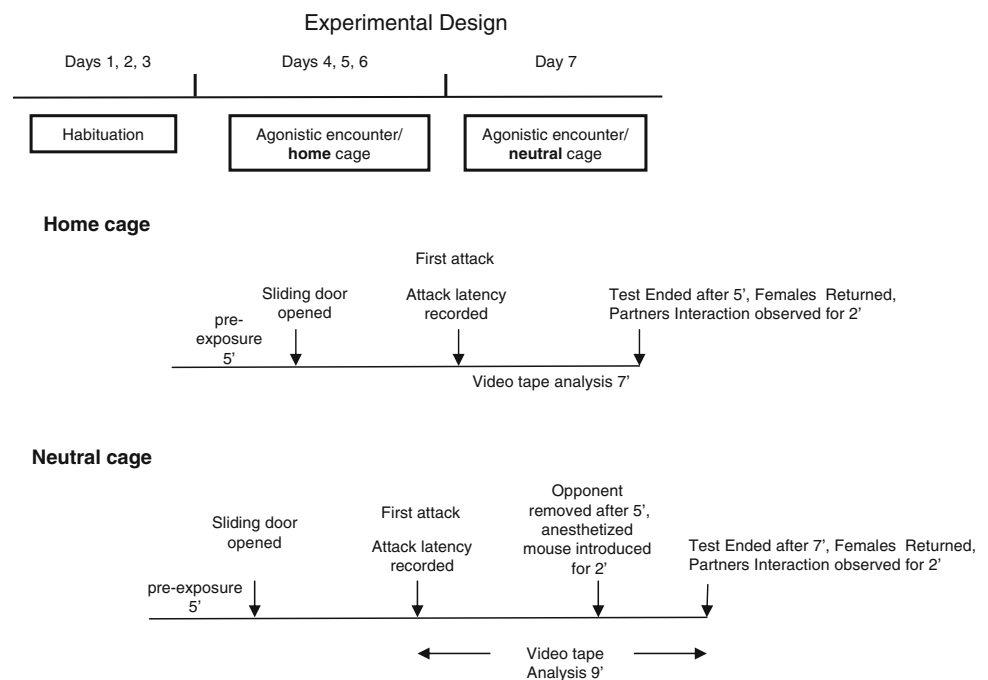 Experimental Design
Days 1, 2, 3
Days 4, 5, 6
Day 7
Habituation
Agonistic encounter/
home cage
Agonistic encounter/
neutral cage
Home cage
pre-
exposure
5’
Sliding door
opened
First attack
Attack latency
recorded
Test Ended after 5’, Females Returned,
Partners Interaction observed for 2’
Video tape analysis 7’
Neutral cage
pre-exposure
5’
Sliding door
opened
First attack
Attack latency
recorded
Opponent
removed after 5’,
anesthetized
mouse introduced
for 2’
Test Ended after 7’, Females Returned,
Partners Interaction observed for 2’
Video tape
Analysis 9’